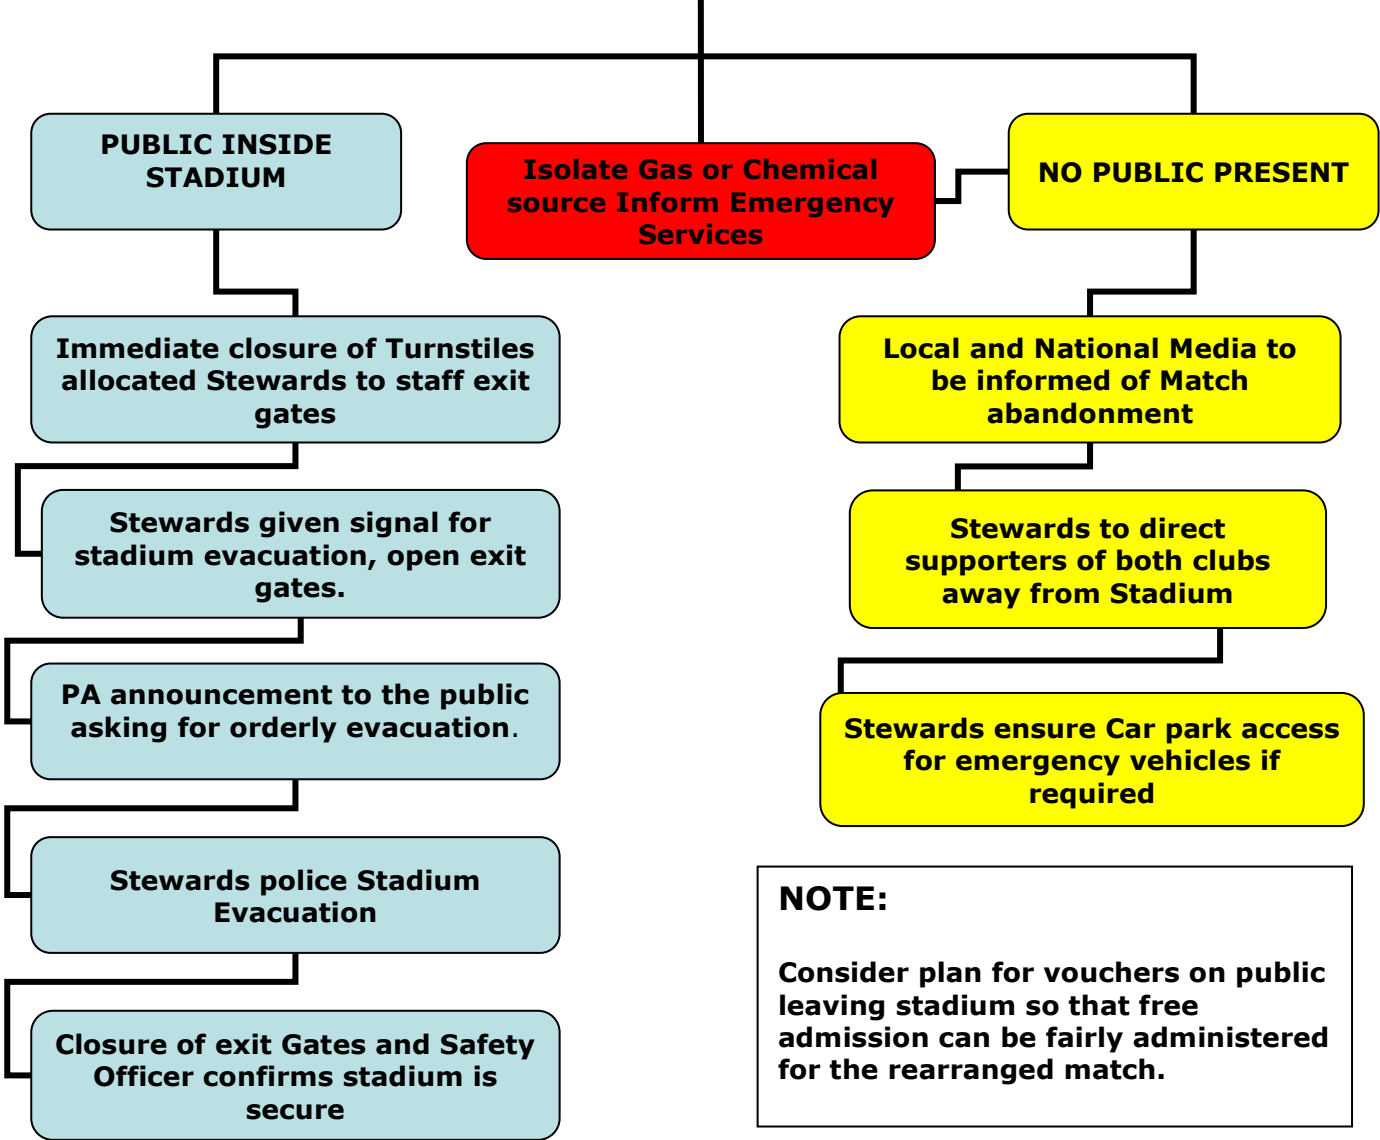 PUBLIC INSIDE
STADIUM
Isolate Gas or Chemical
source Inform Emergency
Services
NO PUBLIC PRESENT
Immediate closure of Turnstiles
allocated Stewards to staff exit
gates
Stewards given signal for
stadium evacuation, open exit
gates.
PA announcement to the public
asking for orderly evacuation.
Stewards police Stadium
Evacuation
Closure of exit Gates and Safety
Officer confirms stadium is
secure
Local and National Media to
be informed of Match
abandonment
Stewards to direct
supporters of both clubs
away from Stadium
Stewards ensure Car park access
for emergency vehicles if
required
NOTE:
Consider plan for vouchers on public
leaving stadium so that free
admission can be fairly administered
for the rearranged match.